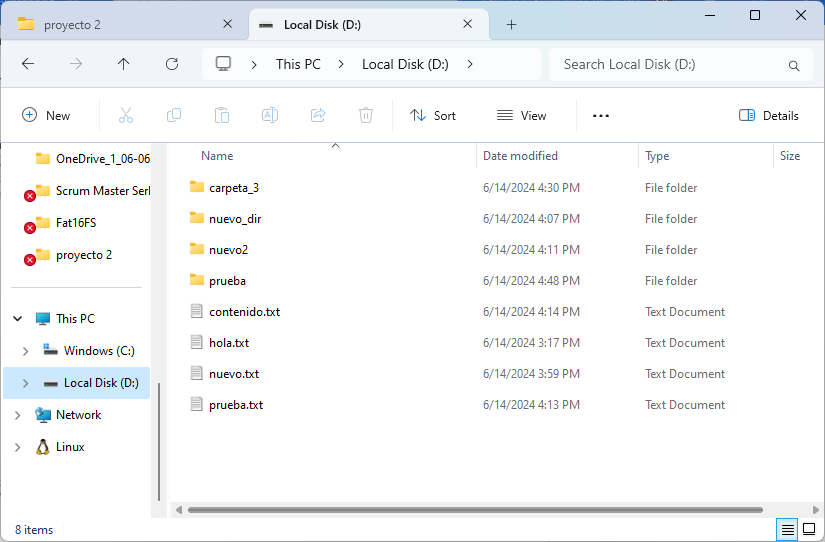 proyecto 2
Local Disk (D:)
This PC
Local Disk (D:)
Search Local Disk (D:)
New
Sort
View
Details
Name
Date modified
Type
Size
OneDrive_1_06-06
Scrum Master Serl
Fat16FS
proyecto 2
This PC
Windows (C:)
Local Disk (D:)
Network
Linux
carpeta_3 6/14/2024 4:30 PM File folder
nuevo_dir 6/14/2024 4:07 PM File folder
nuevo2 6/14/2024 4:11 PM File folder
prueba 6/14/2024 4:48 PM File folder
contenido.txt 6/14/2024 4:14 PM Text Document
hola.txt 6/14/2024 3:17 PM Text Document
nuevo.txt 6/14/2024 3:59 PM Text Document
prueba.txt 6/14/2024 4:13 PM Text Document
8 items